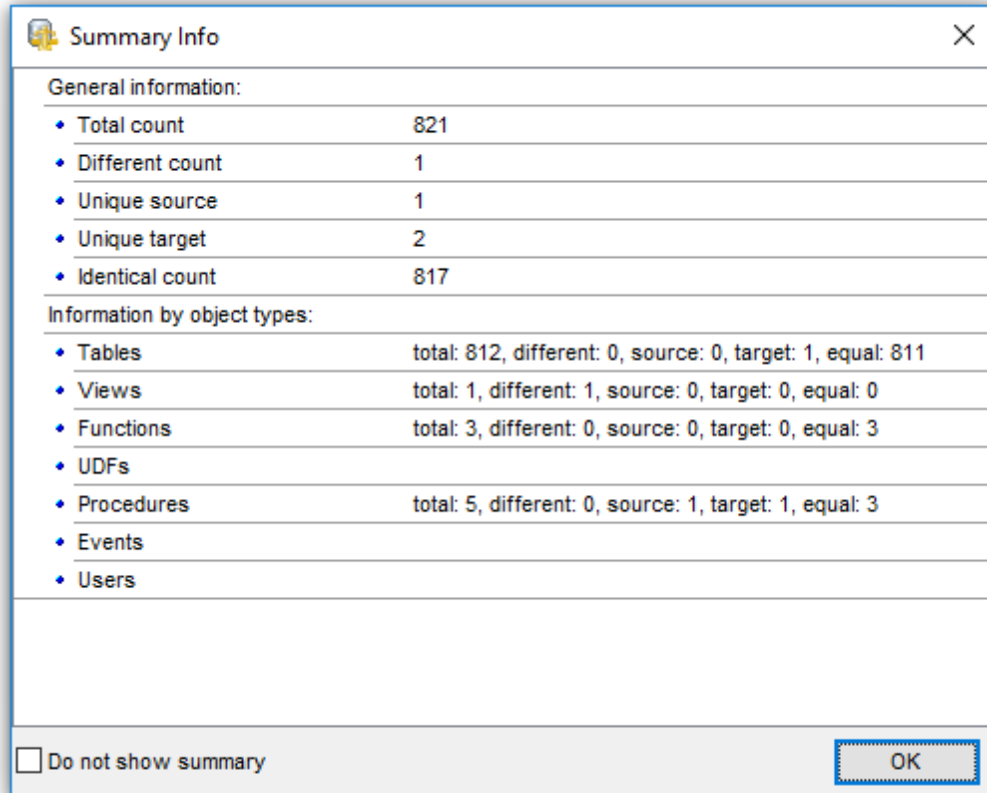 Summary Info
General information:
Total count 821
Different count 1
Unique source 1
Unique target 2
Identical count 817
Information by object types:
Tables total: 812, different: 0, source: 0, target: 1, equal: 811
Views total: 1, different: 1, source: 0, target: 0, equal: 0
Functions total: 3, different: 0, source: 0, target: 0, equal: 3
UDFs
Procedures total: 5, different: 0, source: 1, target: 1, equal: 3
Events
Users
Do not show summary OK